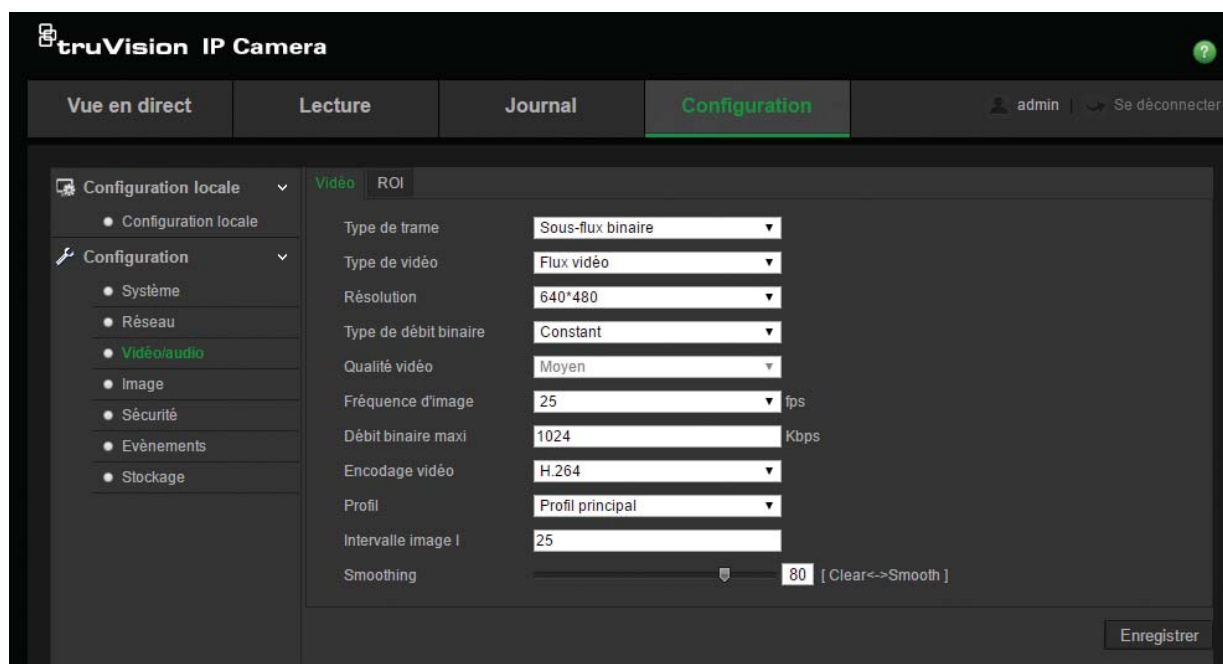 truVision IP Camera
?
Vue en direct Lecture Journal Configuration admin | Se déconnecter
Configuration locale
Configuration locale
Configuration
Système
Réseau
Vidéo/audio
Image
Sécurité
Evènements
Stockage
Vidéo ROI
Type de trame Sous-flux binaire
Type de vidéo Flux vidéo
Résolution 640*480
Type de débit binaire Constant
Qualité vidéo Moyen
Fréquence d'image 25 fps
Débit binaire maxi 1024 Kbps
Encodage vidéo H.264
Profil Profil principal
Intervalle image I 25
Smoothing 80 [ Clear<->Smooth ]
Enregistrer